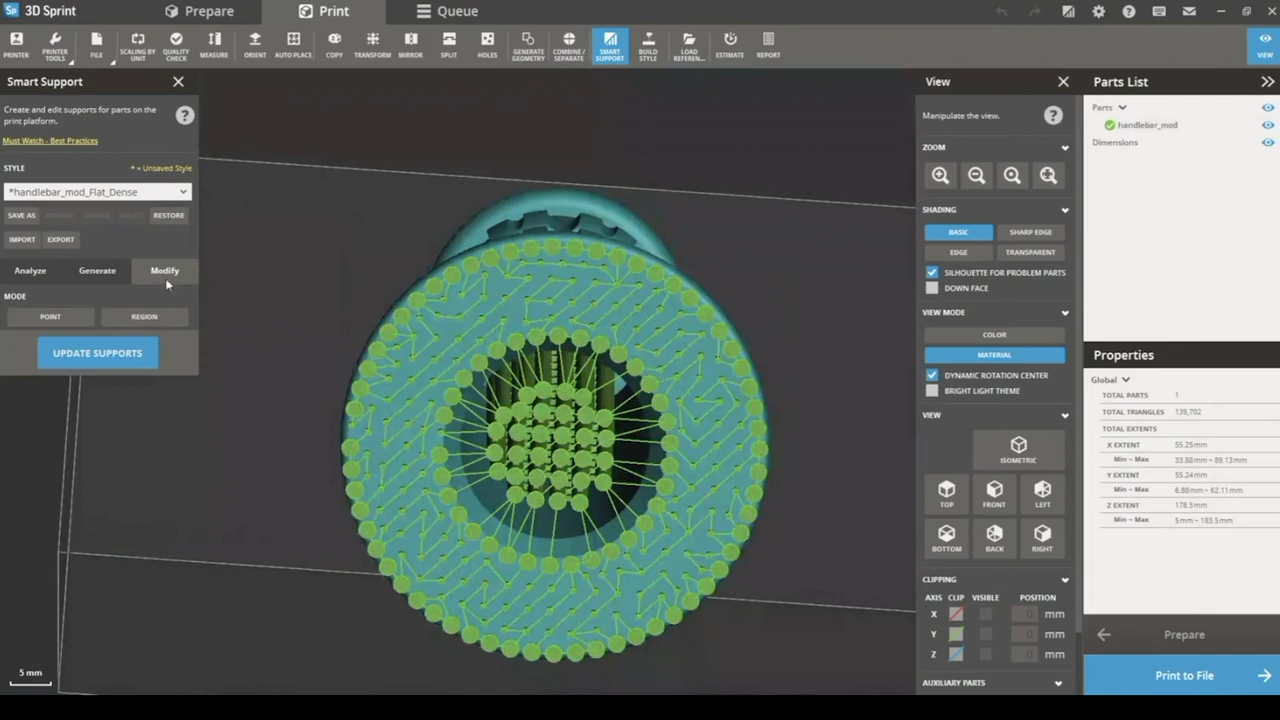 Sp 3D Sprint
Prepare
Print
Queue
PRINTER
PRINTER TOOLS
FILE
SCALING BY UNIT
QUALITY CHECK
MEASURE
ORIENT
AUTO PLACE
COPY
TRANSFORM
MIRROR
SPLIT
HOLES
GENERATE GEOMETRY
COMBINE / SEPARATE
SMART SUPPORT
BUILD STYLE
LOAD REFEREN...
ESTIMATE
REPORT
VIEW
Smart Support
Create and edit supports for parts on the
print platform.
Must Watch - Best Practices
STYLE
* = Unsaved Style
*handlebar_mod_Flat_Dense
SAVE AS
RESTORE
IMPORT
EXPORT
Analyze
Generate
Modify
MODE
POINT
REGION
UPDATE SUPPORTS
5 mm
View
Manipulate the view.
ZOOM
SHADING
BASIC
SHARP EDGE
EDGE
TRANSPARENT
SILHOUETTE FOR PROBLEM PARTS
DOWN FACE
VIEW MODE
COLOR
MATERIAL
DYNAMIC ROTATION CENTER
BRIGHT LIGHT THEME
VIEW
ISOMETRIC
TOP
FRONT
LEFT
BOTTOM
BACK
RIGHT
CLIPPING
AXIS CLIP VISIBLE POSITION
X 0 mm
Y 0 mm
Z 0 mm
AUXILIARY PARTS
Parts List
Parts
handlebar_mod
Dimensions
Properties
Global
TOTAL PARTS 1
TOTAL TRIANGLES 139,702
TOTAL EXTENTS
X EXTENT 55.25mm
Min ~ Max 33.88mm ~ 89.13mm
Y EXTENT 55.24mm
Min ~ Max 6.88mm ~ 62.11mm
Z EXTENT 178.5mm
Min ~ Max 5mm ~ 183.5mm
Prepare
Print to File